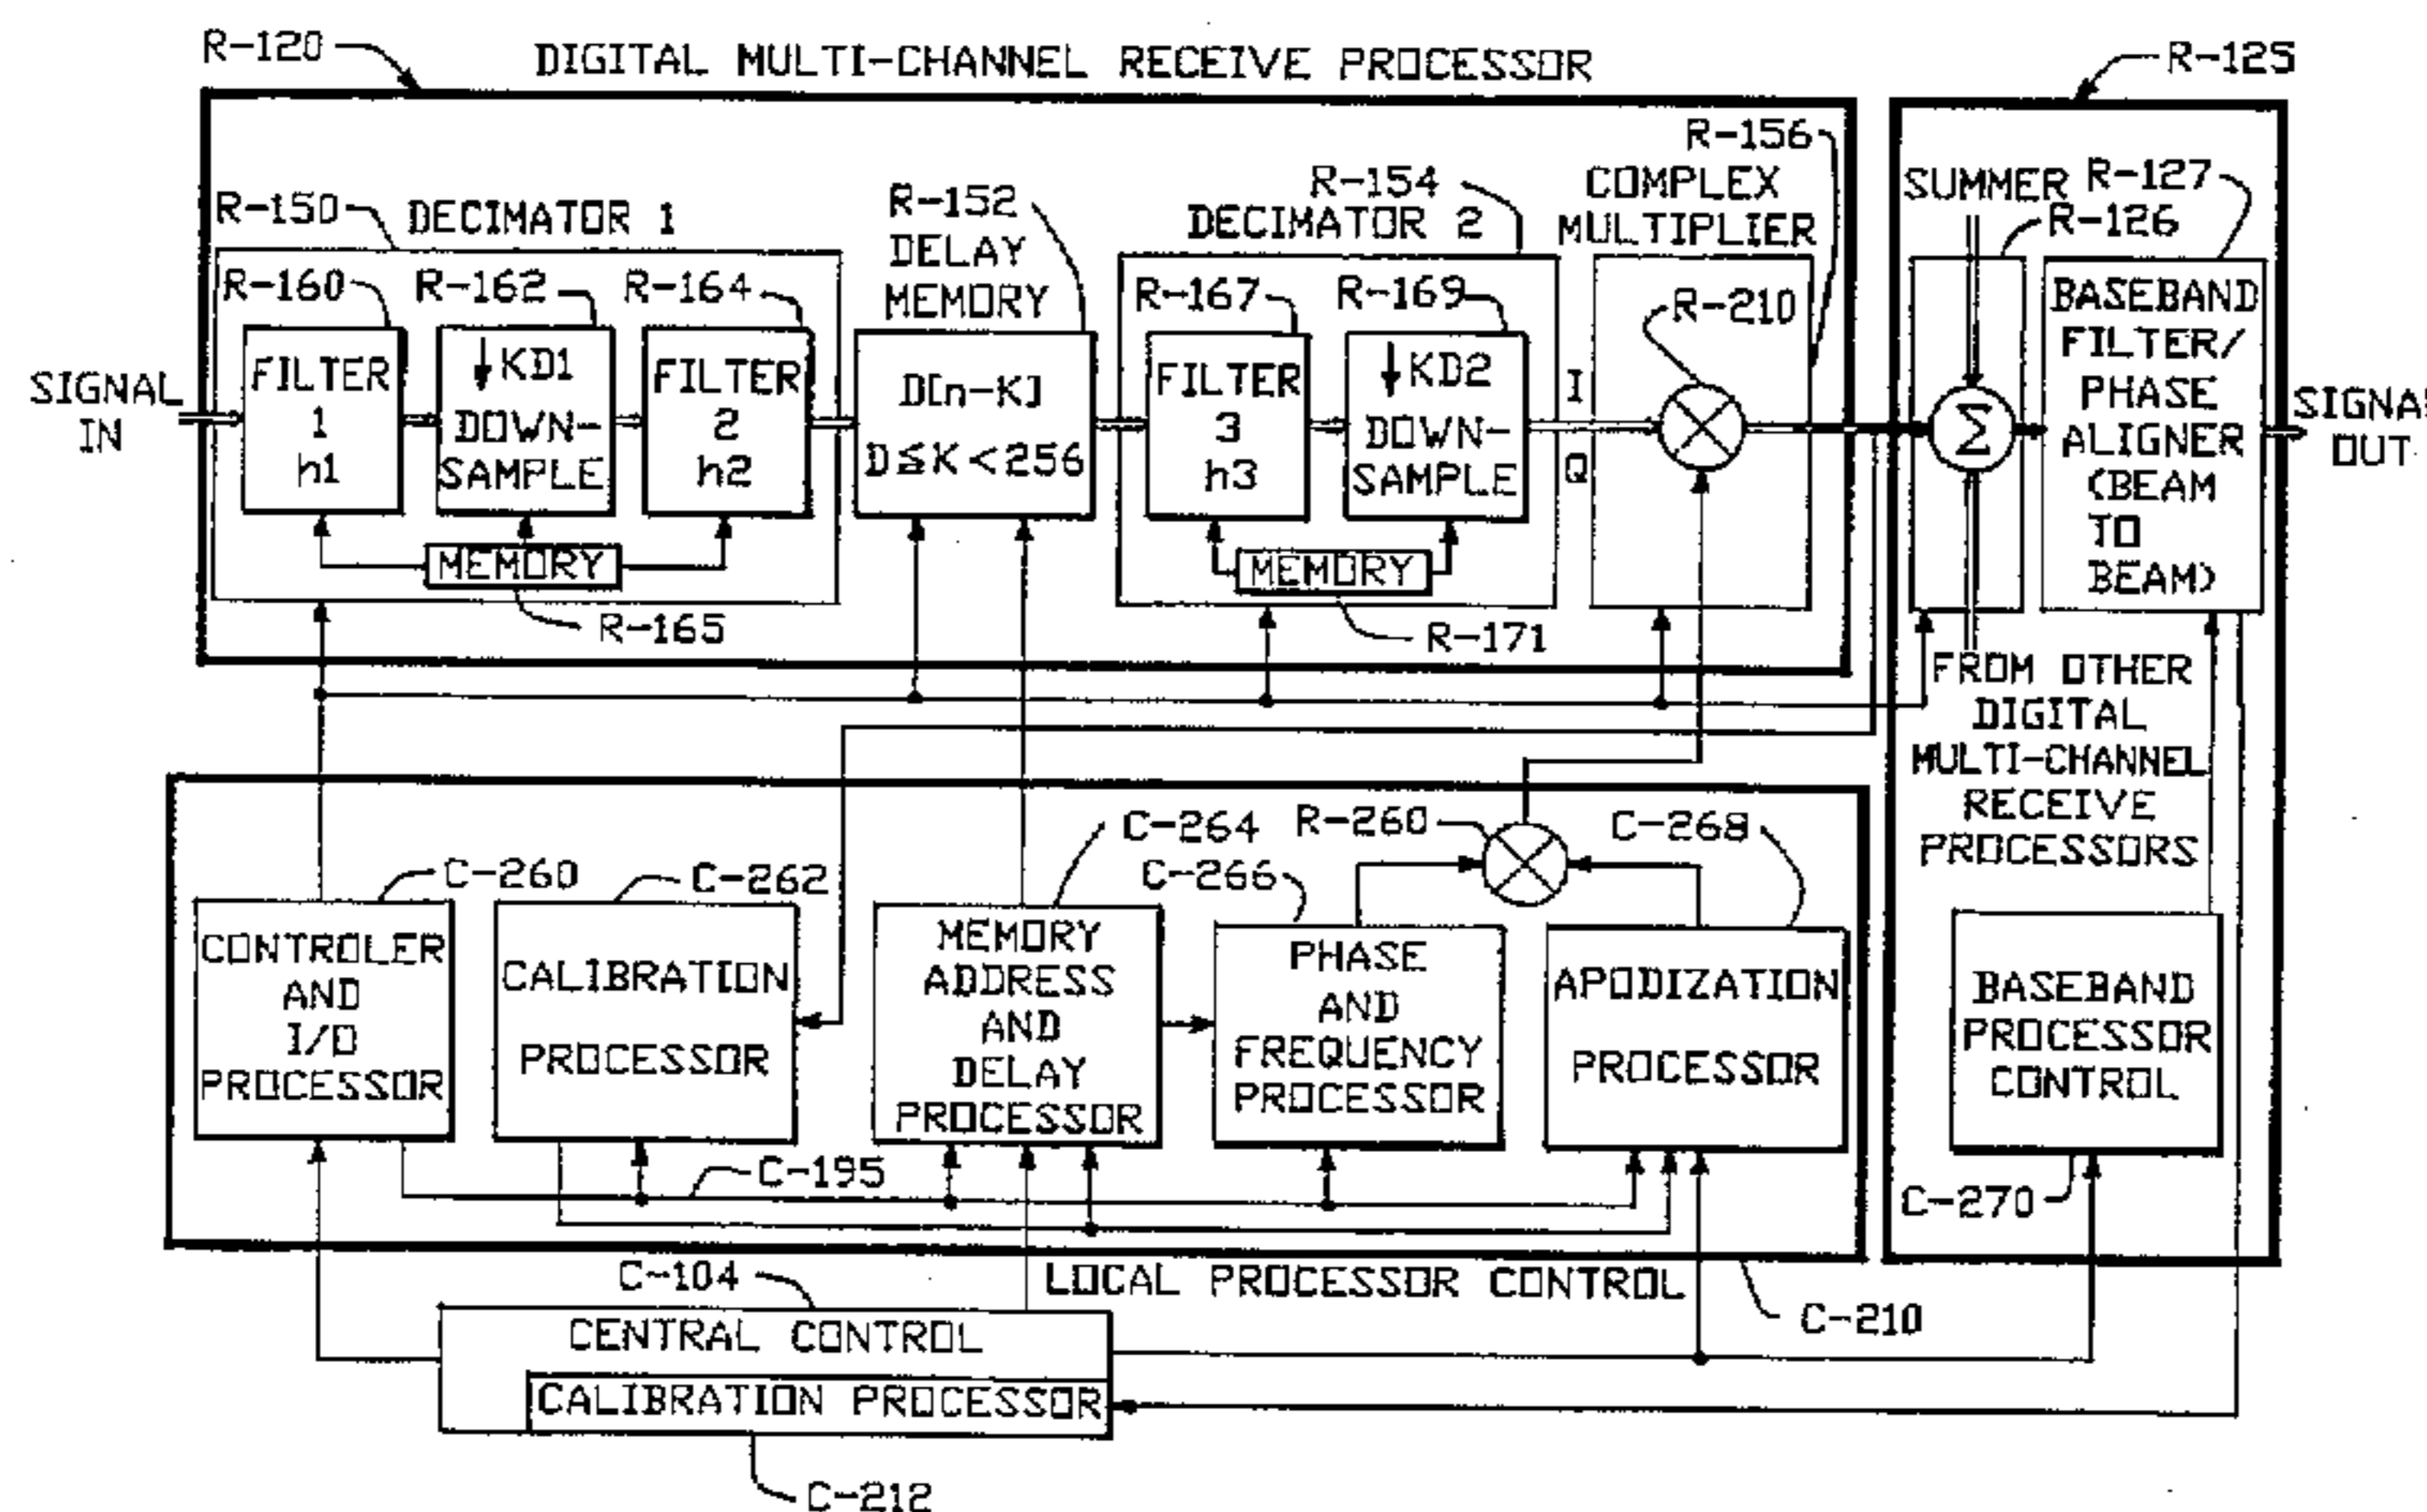 R-120
DIGITAL MULTI-CHANNEL RECEIVE PROCESSOR
R-125
R-156
R-150
DECIMATOR 1
R-152
DELAY
MEMORY
R-154
DECIMATOR 2
COMPLEX
MULTIPLIER
SUMMER
R-126
R-127
R-160
R-162
R-164
R-167
R-169
R-210
SIGNAL
IN
FILTER
1
h1
↓ KD1
DOWN-
SAMPLE
FILTER
2
h2
D[n-K]
D≤K<256
FILTER
3
h3
↓ KD2
DOWN-
SAMPLE
I
Q
Σ
BASEBAND
FILTER/
PHASE
ALIGNER
(BEAM
TO
BEAM)
SIGNAL
OUT
MEMORY
R-165
MEMORY
R-171
FROM OTHER
DIGITAL
MULTI-CHANNEL
RECEIVE
PROCESSORS
C-260
C-262
C-264
C-266
R-260
C-268
CONTROLER
AND
I/O
PROCESSOR
CALIBRATION
PROCESSOR
MEMORY
ADDRESS
AND
DELAY
PROCESSOR
PHASE
AND
FREQUENCY
PROCESSOR
APODIZATION
PROCESSOR
BASEBAND
PROCESSOR
CONTROL
C-195
C-270
C-104
LOCAL PROCESSOR CONTROL
C-210
CENTRAL CONTROL
CALIBRATION PROCESSOR
C-212